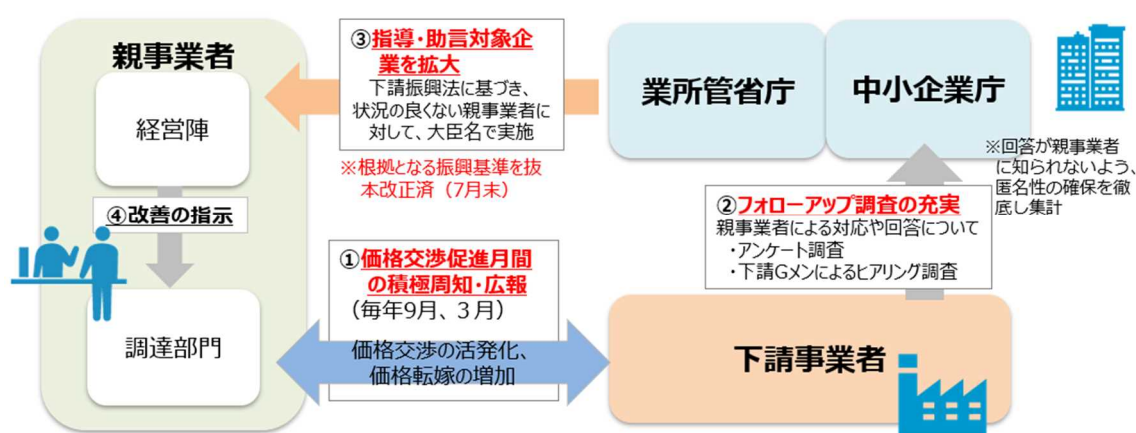 親事業者
経営陣
④改善の指示
調達部門
③指導・助言対象企
業を拡大
下請振興法に基づき、
状況の良くない親事業者に
対して、大臣名で実施
※根拠となる振興基準を抜
本改正済（7月末）
①価格交渉促進月間
の積極周知・広報
（毎年9月、３月）
価格交渉の活発化、
価格転嫁の増加
業所管省庁、
中小企業庁
※回答が親事業者
に知られないよう、
匿名性の確保を徹
底し集計
②フォローアップ調査の充実
親事業者による対応や回答について
・アンケート調査
・下請Gメンによるヒアリング調査
下請事業者